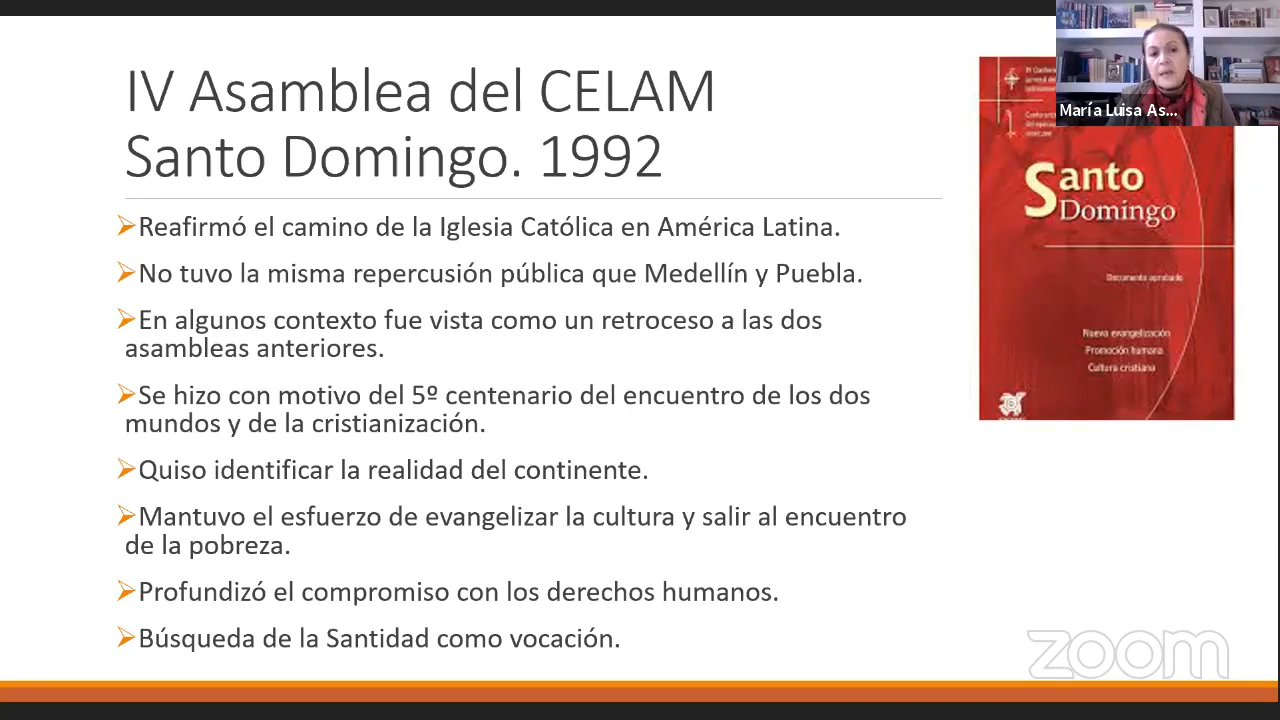 IV Asamblea del CELAM
Santo Domingo. 1992
Reafirmó el camino de la Iglesia Católica en América Latina.
No tuvo la misma repercusión pública que Medellín y Puebla.
En algunos contexto fue vista como un retroceso a las dos
asambleas anteriores.
Se hizo con motivo del 5º centenario del encuentro de los dos
mundos y de la cristianización.
Quiso identificar la realidad del continente.
Mantuvo el esfuerzo de evangelizar la cultura y salir al encuentro
de la pobreza.
Profundizó el compromiso con los derechos humanos.
Búsqueda de la Santidad como vocación.
María Luisa As...
Santo
Domingo
Documento aprobado
Nueva evangelización
Promoción humana
Cultura cristiana
zoom